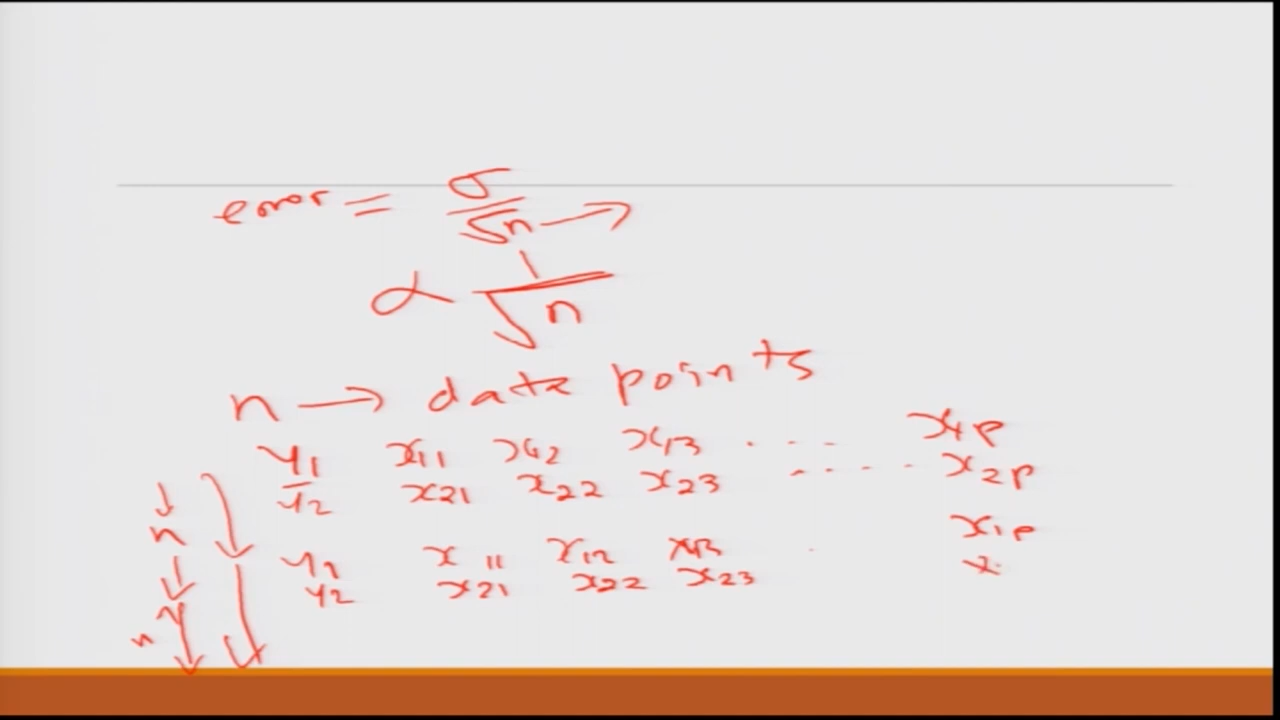 error = σ/√n →
∝ 1/√n
n → data points
y₁ x₁₁ x₁₂ x₁₃ ... ... x₁ₚ
y₂ x₂₁ x₂₂ x₂₃ ..... x₂ₚ
n
y₁ x₁₁ x₁₂ x₁₃ . x₁ₚ
y₂ x₂₁ x₂₂ x₂₃ x
n